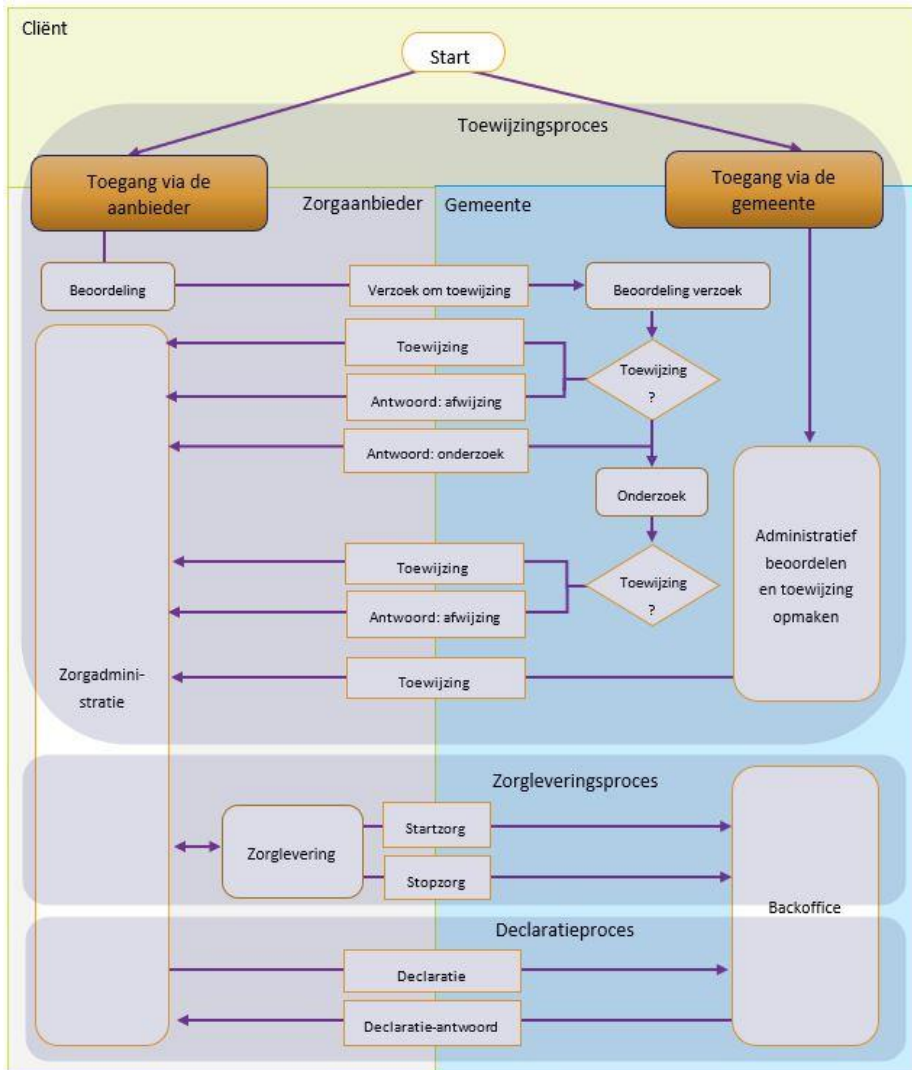 Cliënt
Start
Toewijzingsproces
Toegang via de
aanbieder
Toegang via de
gemeente
Zorgaanbieder
Gemeente
Beoordeling
Verzoek om toewijzing
Beoordeling verzoek
Toewijzing
Toewijzing
?
Antwoord: afwijzing
Antwoord: onderzoek
Onderzoek
Administratief
beoordelen
en toewijzing
opmaken
Toewijzing
Toewijzing
?
Antwoord: afwijzing
Toewijzing
Zorgadmini-
stratie
Zorgleveringsproces
Startzorg
Zorglevering
Stopzorg
Backoffice
Declaratieproces
Declaratie
Declaratie-antwoord